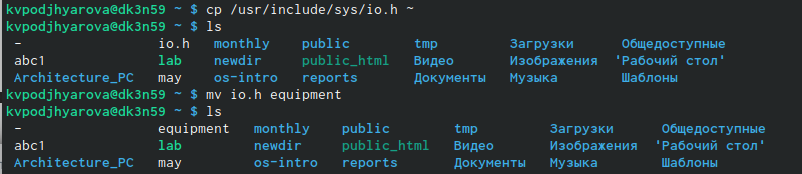 kvpodjhyarova@dk3n59 ~ $ cp /usr/include/sys/io.h ~
kvpodjhyarova@dk3n59 ~ $ ls
-                io.h  monthly   public       tmp        Загрузки     Общедоступные
abc1             lab   newdir    public_html  Видео      Изображения  'Рабочий стол'
Architecture_PC  may   os-intro  reports      Документы  Музыка       Шаблоны
kvpodjhyarova@dk3n59 ~ $ mv io.h equipment
kvpodjhyarova@dk3n59 ~ $ ls
-                equipment  monthly   public       tmp        Загрузки     Общедоступные
abc1             lab        newdir    public_html  Видео      Изображения  'Рабочий стол'
Architecture_PC  may        os-intro  reports      Документы  Музыка       Шаблоны